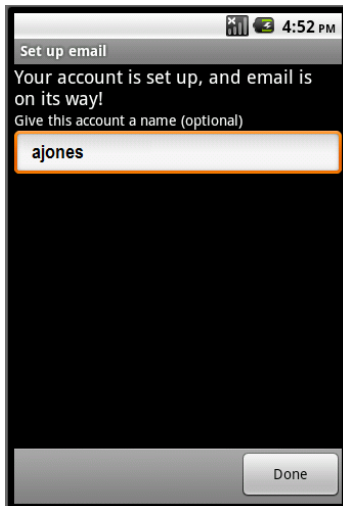 4:52 PM
Set up email
Your account is set up, and email is
on its way!
Give this account a name (optional)
ajones
Done